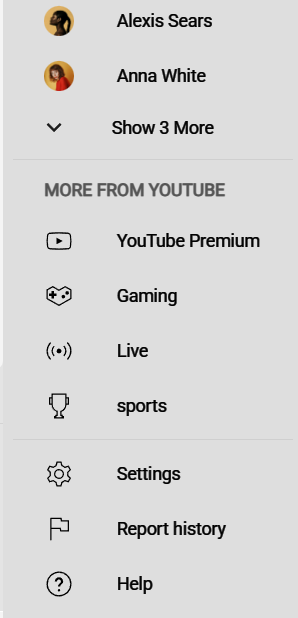 Alexis Sears
Anna White
Show 3 More
MORE FROM YOUTUBE
YouTube Premium
Gaming
Live
sports
Settings
Report history
Help